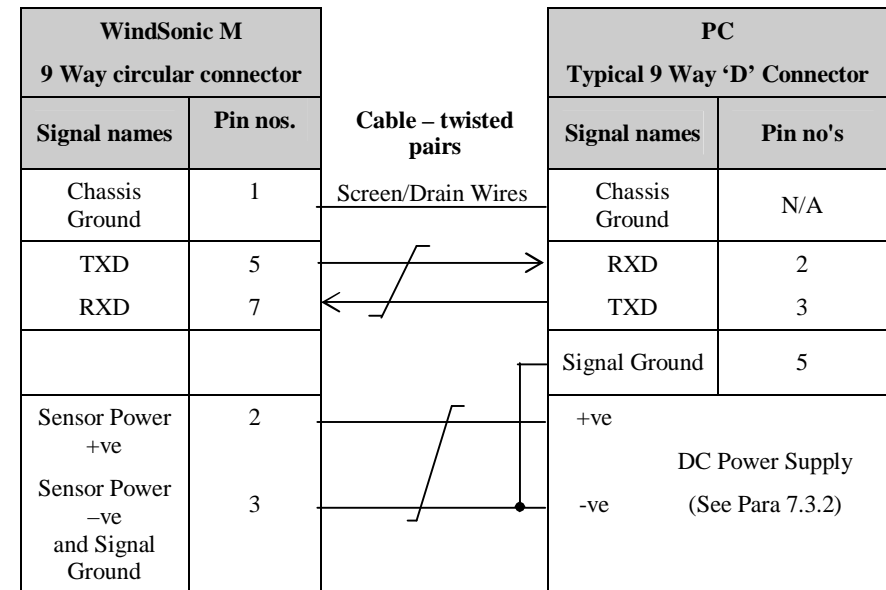 WindSonic M
9 Way circular connector
PC
Typical 9 Way ‘D’ Connector
Signal names
Pin nos.
Cable – twisted
pairs
Signal names
Pin no's
Chassis
Ground
1
Screen/Drain Wires
Chassis
Ground
N/A
TXD
5
RXD
2
RXD
7
TXD
3
Signal Ground
5
Sensor Power
+ve
2
+ve
DC Power Supply
Sensor Power
–ve
and Signal
Ground
3
-ve
(See Para 7.3.2)